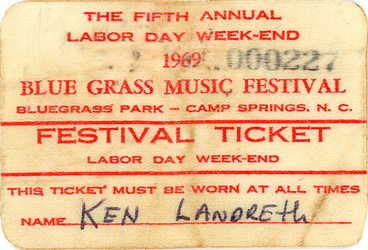 THE FIFTH ANNUAL
LABOR DAY WEEK-END
1969 000227
BLUE GRASS MUSIC FESTIVAL
BLUEGRASS PARK — CAMP SPRINGS, N. C.
FESTIVAL TICKET
LABOR DAY WEEK-END
THIS TICKET MUST BE WORN AT ALL TIMES
NAME KEN LANDRETH